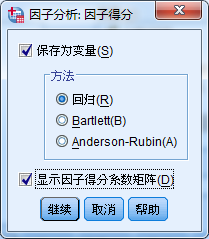 因子分析: 因子得分
保存为变量(S)
方法
回归(R)
Bartlett(B)
Anderson-Rubin(A)
显示因子得分系数矩阵(D)
继续 取消 帮助